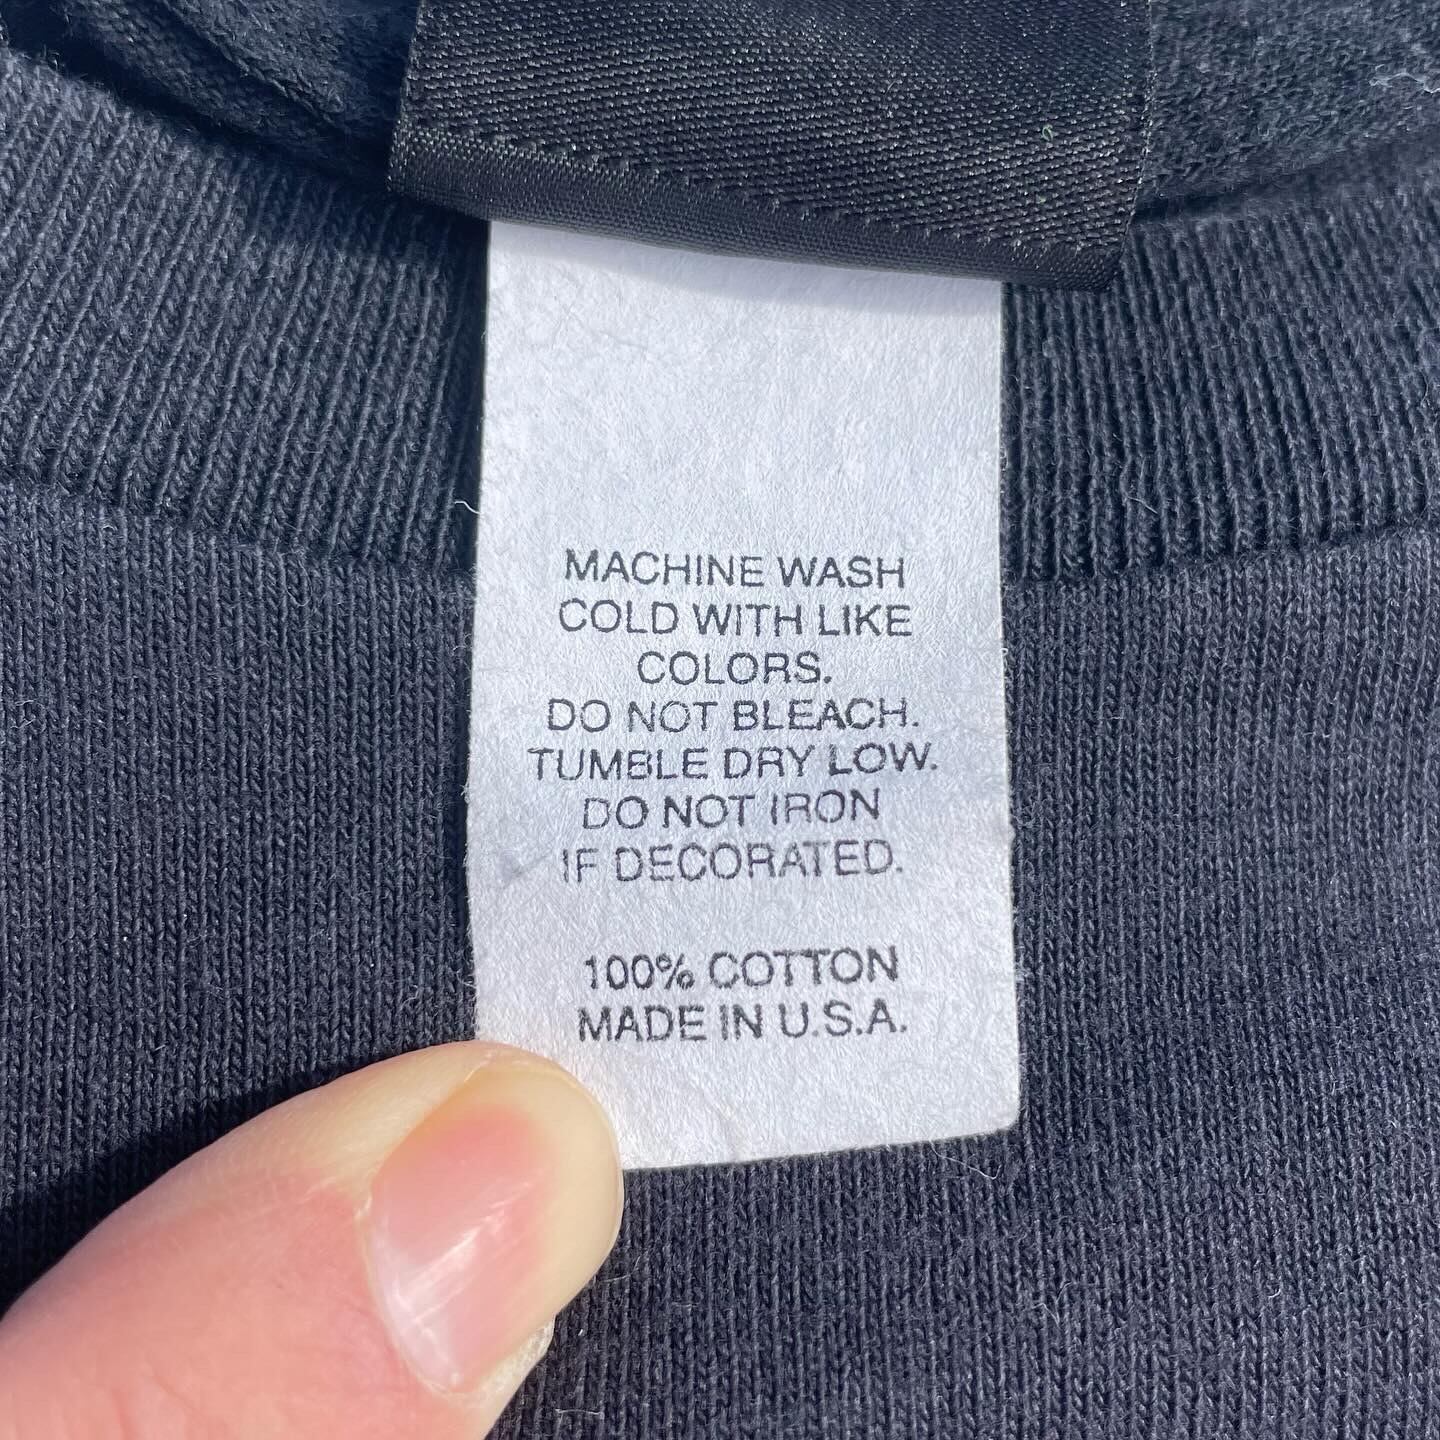 MACHINE WASH
COLD WITH LIKE
COLORS.
DO NOT BLEACH.
TUMBLE DRY LOW.
DO NOT IRON
IF DECORATED.
100% COTTON
MADE IN U.S.A.